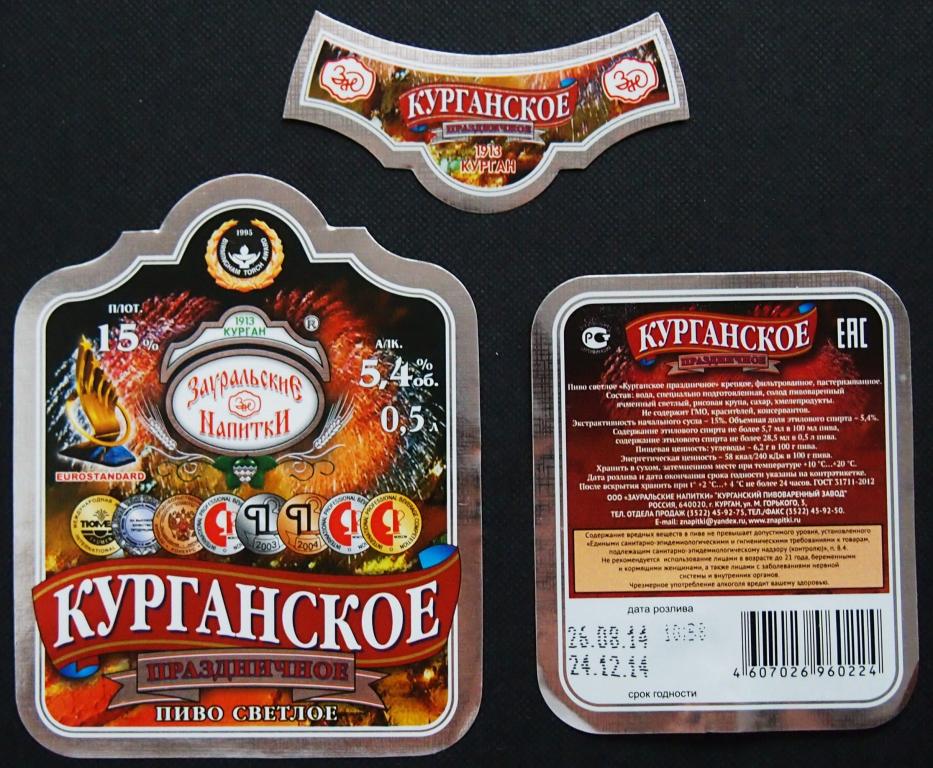 КУРГАНСКОЕ
ПРАЗДНИЧНОЕ
1913
КУРГАН
1995
BIRMINGHAM TORCH AWARD
ПЛОТ.
15%
1913
КУРГАН
®
ЗАУРАЛЬСКИЕ
НАПИТКИ
АЛК.
5,4% об.
0,5 л
EUROSTANDARD
2003
2004
КУРГАНСКОЕ
ПРАЗДНИЧНОЕ
ПИВО СВЕТЛОЕ
КУРГАНСКОЕ
ПРАЗДНИЧНОЕ
EAC
Пиво светлое «Курганское праздничное» крепкое, фильтрованное, пастеризованное.
Состав: вода, специально подготовленная, солод пивоваренный
ячменный светлый, рисовая крупа, сахар, хмелепродукты.
Не содержит ГМО, красителей, консервантов.
Экстрактивность начального сусла – 15%. Объемная доля этилового спирта – 5,4%.
Содержание этилового спирта не более 5,7 мл в 100 мл пива,
содержание этилового спирта не более 28,5 мл в 0,5 л пива.
Пищевая ценность: углеводы – 6,2 г в 100 г пива.
Энергетическая ценность – 58 ккал/240 кДж в 100 г пива.
Хранить в сухом, затемненном месте при температуре +10 °С...+20 °С.
Дата розлива и дата окончания срока годности указаны на контрэтикетке.
После вскрытия хранить при t° +2 °С...+ 4 °С не более 24 часов. ГОСТ 31711-2012
ООО «ЗАУРАЛЬСКИЕ НАПИТКИ» "КУРГАНСКИЙ ПИВОВАРЕННЫЙ ЗАВОД"
РОССИЯ, 640020, г. КУРГАН, ул. М. ГОРЬКОГО, 3,
ТЕЛ. ОТДЕЛА ПРОДАЖ (3522) 45-92-73, ТЕЛ./ФАКС (3522) 45-92-50.
E-mail: znapitki@yandex.ru, www.znapitki.ru
Содержание вредных веществ в пиве не превышает допустимого уровня, установленного
«Едиными санитарно-эпидемиологическими и гигиеническими требованиями к товарам,
подлежащим санитарно-эпидемиологическому надзору (контролю)», п. 8.4.
Не рекомендуется использование лицами в возрасте до 21 года, беременными
и кормящими женщинами, а также лицами с заболеваниями нервной
системы и внутренних органов.
Чрезмерное употребление алкоголя вредит вашему здоровью.
дата розлива
26.08.14
24.12.14
срок годности
4 607026 960224